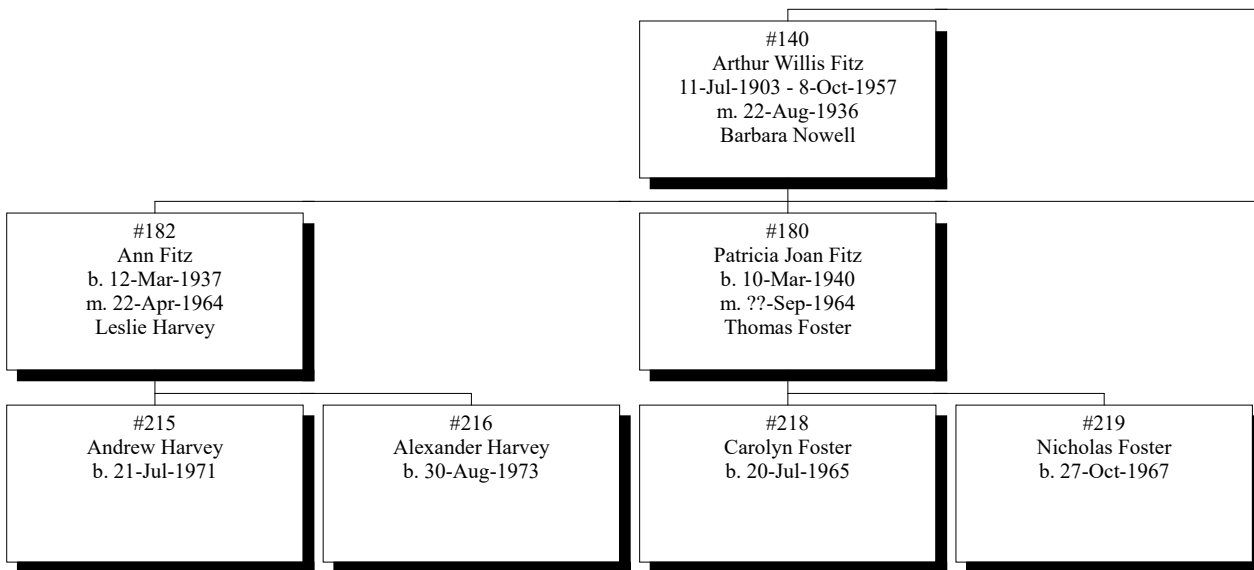 #140
Arthur Willis Fitz
11-Jul-1903 - 8-Oct-1957
m. 22-Aug-1936
Barbara Nowell
#182
Ann Fitz
b. 12-Mar-1937
m. 22-Apr-1964
Leslie Harvey
#180
Patricia Joan Fitz
b. 10-Mar-1940
m. ??-Sep-1964
Thomas Foster
#215
Andrew Harvey
b. 21-Jul-1971
#216
Alexander Harvey
b. 30-Aug-1973
#218
Carolyn Foster
b. 20-Jul-1965
#219
Nicholas Foster
b. 27-Oct-1967